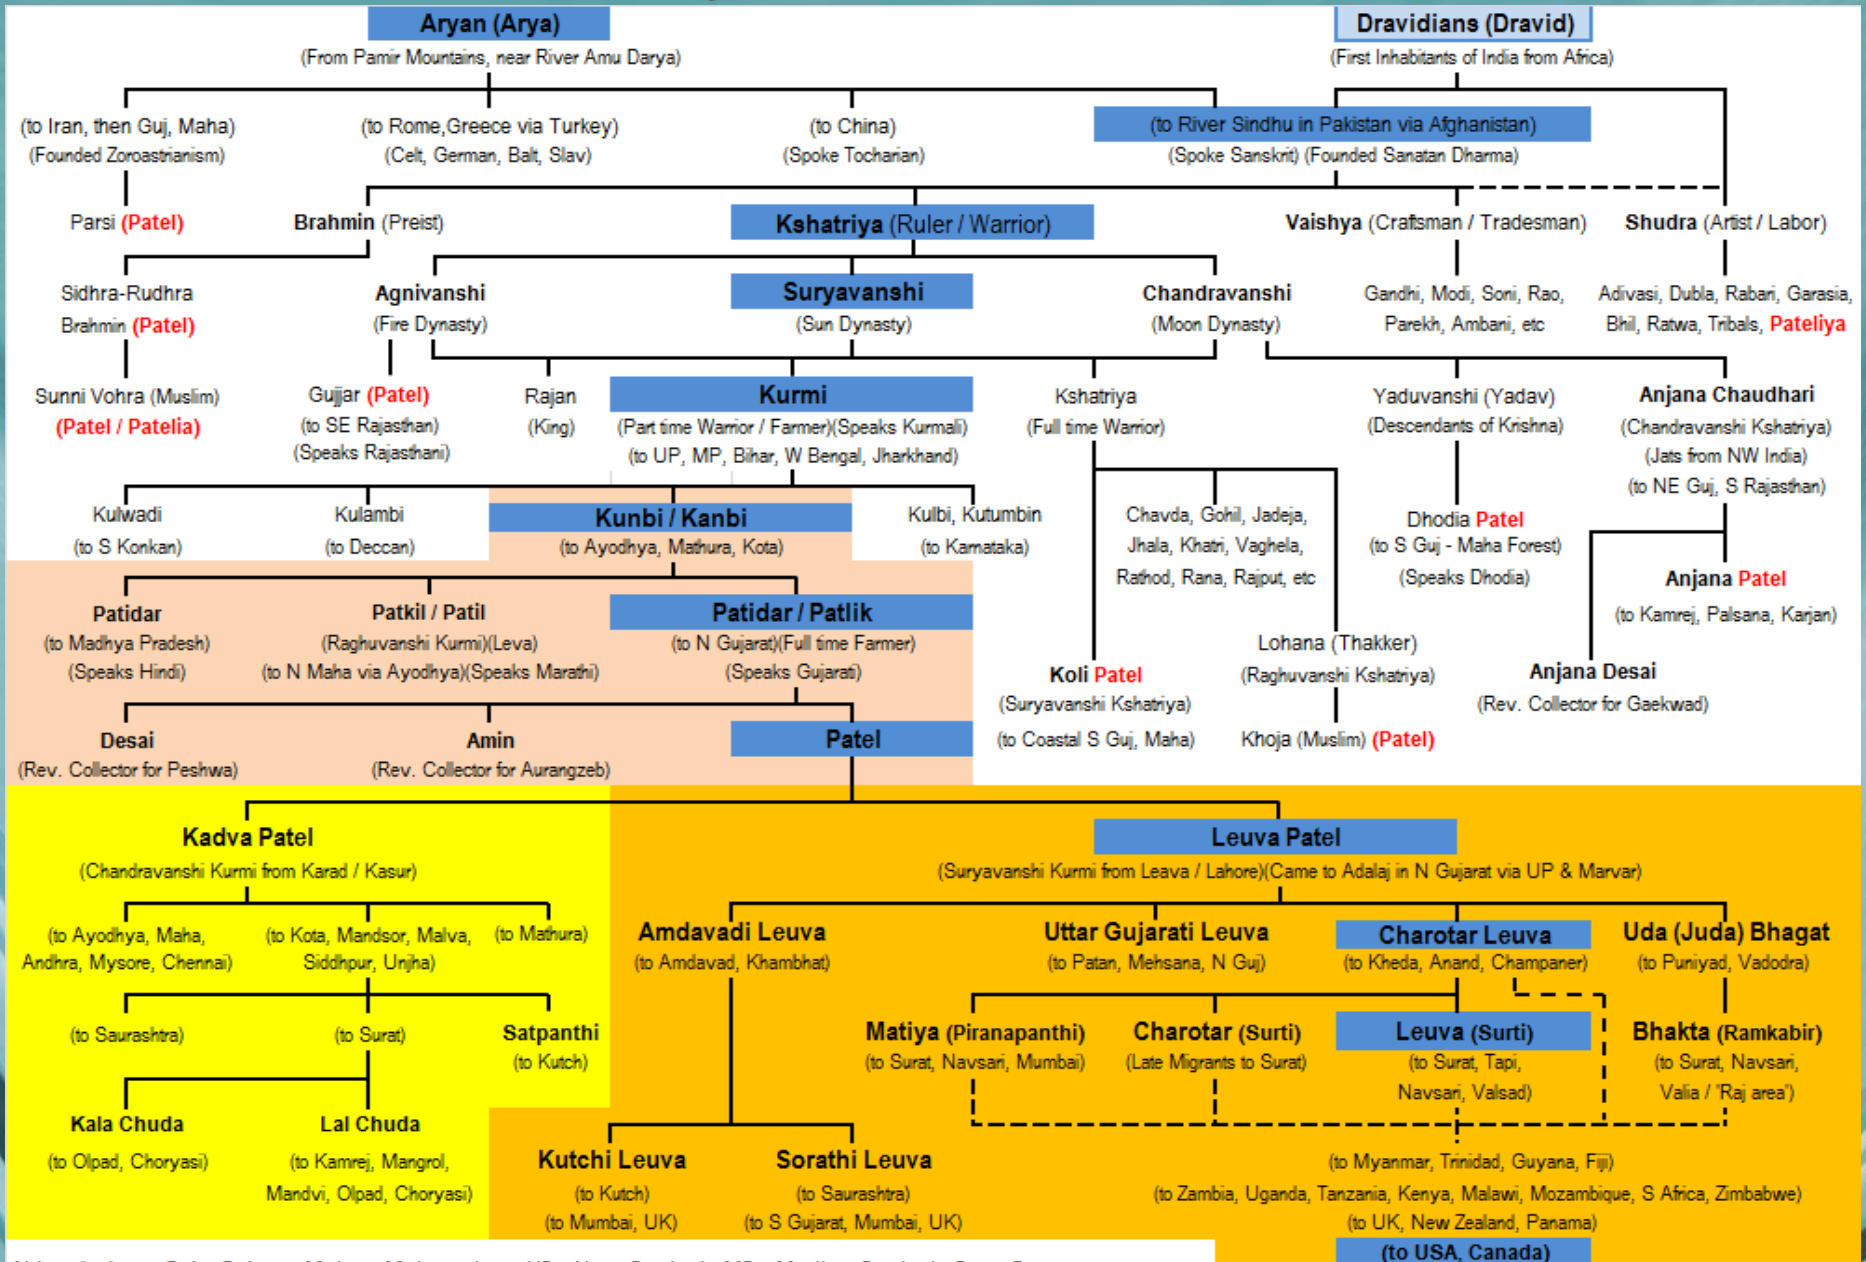 Aryan (Arya)
Dravidians (Dravid)
(From Pamir Mountains, near River Amu Darya)
(First Inhabitants of India from Africa)
(to Iran, then Guj, Maha)
(Founded Zoroastrianism)
(to Rome,Greece via Turkey)
(Celt, German, Balt, Slav)
(to China)
(Spoke Tocharian)
(to River Sindhu in Pakistan via Afghanistan)
(Spoke Sanskrit) (Founded Sanatan Dharma)
Parsi (Patel)
Brahmin (Preist)
Kshatriya (Ruler / Warrior)
Vaishya (Craftsman / Tradesman)
Shudra (Artist / Labor)
Sidhra-Rudhra
Brahmin (Patel)
Agnivanshi
(Fire Dynasty)
Suryavanshi
(Sun Dynasty)
Chandravanshi
(Moon Dynasty)
Gandhi, Modi, Soni, Rao,
Parekh, Ambani, etc
Adivasi, Dubla, Rabari, Garasia,
Bhil, Ratwa, Tribals, Pateliya
Sunni Vohra (Muslim)
(Patel / Patelia)
Gujjar (Patel)
(to SE Rajasthan)
(Speaks Rajasthani)
Rajan
(King)
Kurmi
(Part time Warrior / Farmer)(Speaks Kurmali)
(to UP, MP, Bihar, W Bengal, Jharkhand)
Kshatriya
(Full time Warrior)
Yaduvanshi (Yadav)
(Descendants of Krishna)
Anjana Chaudhari
(Chandravanshi Kshatriya)
(Jats from NW India)
(to NE Guj, S Rajasthan)
Kulwadi
(to S Konkan)
Kulambi
(to Deccan)
Kunbi / Kanbi
(to Ayodhya, Mathura, Kota)
Kulbi, Kutumbin
(to Karnataka)
Chavda, Gohil, Jadeja,
Jhala, Khatri, Vaghela,
Rathod, Rana, Rajput, etc
Dhodia Patel
(to S Guj - Maha Forest)
(Speaks Dhodia)
Anjana Patel
(to Kamrej, Palsana, Karjan)
Patidar
(to Madhya Pradesh)
(Speaks Hindi)
Patkil / Patil
(Raghuvanshi Kurmi)(Leva)
(to N Maha via Ayodhya)(Speaks Marathi)
Patidar / Patlik
(to N Gujarat)(Full time Farmer)
(Speaks Gujarati)
Koli Patel
(Suryavanshi Kshatriya)
(to Coastal S Guj, Maha)
Lohana (Thakker)
(Raghuvanshi Kshatriya)
Khoja (Muslim) (Patel)
Anjana Desai
(Rev. Collector for Gaekwad)
Desai
(Rev. Collector for Peshwa)
Amin
(Rev. Collector for Aurangzeb)
Patel
Kadva Patel
(Chandravanshi Kurmi from Karad / Kasur)
Leuva Patel
(Suryavanshi Kurmi from Leava / Lahore)(Came to Adalaj in N Gujarat via UP & Marvar)
(to Ayodhya, Maha,
Andhra, Mysore, Chennai)
(to Kota, Mandsor, Malva,
Siddhpur, Unjha)
(to Mathura)
Amdavadi Leuva
(to Amdavad, Khambhat)
Uttar Gujarati Leuva
(to Patan, Mehsana, N Guj)
Charotar Leuva
(to Kheda, Anand, Champaner)
Uda (Juda) Bhagat
(to Puniyad, Vadodra)
(to Saurashtra)
(to Surat)
Satpanthi
(to Kutch)
Matiya (Piranapanthi)
(to Surat, Navsari, Mumbai)
Charotar (Surti)
(Late Migrants to Surat)
Leuva (Surti)
(to Surat, Tapi,
Navsari, Valsad)
Bhakta (Ramkabir)
(to Surat, Navsari,
Valia / 'Raj area')
Kala Chuda
(to Olpad, Choryasi)
Lal Chuda
(to Kamrej, Mangrol,
Mandvi, Olpad, Choryasi)
Kutchi Leuva
(to Kutch)
(to Mumbai, UK)
Sorathi Leuva
(to Saurashtra)
(to S Gujarat, Mumbai, UK)
(to Myanmar, Trinidad, Guyana, Fiji)
(to Zambia, Uganda, Tanzania, Kenya, Malawi, Mozambique, S Africa, Zimbabwe)
(to UK, New Zealand, Panama)
(to USA, Canada)